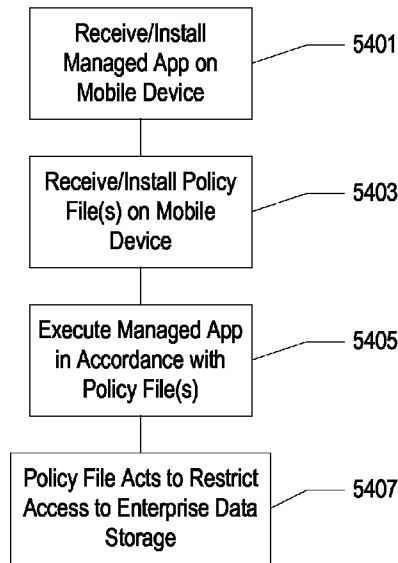 Receive/Install
Managed App on
Mobile Device
5401
Receive/Install Policy
File(s) on Mobile
Device
5403
Execute Managed App
in Accordance with
Policy File(s)
5405
Policy File Acts to Restrict
Access to Enterprise Data
Storage
5407